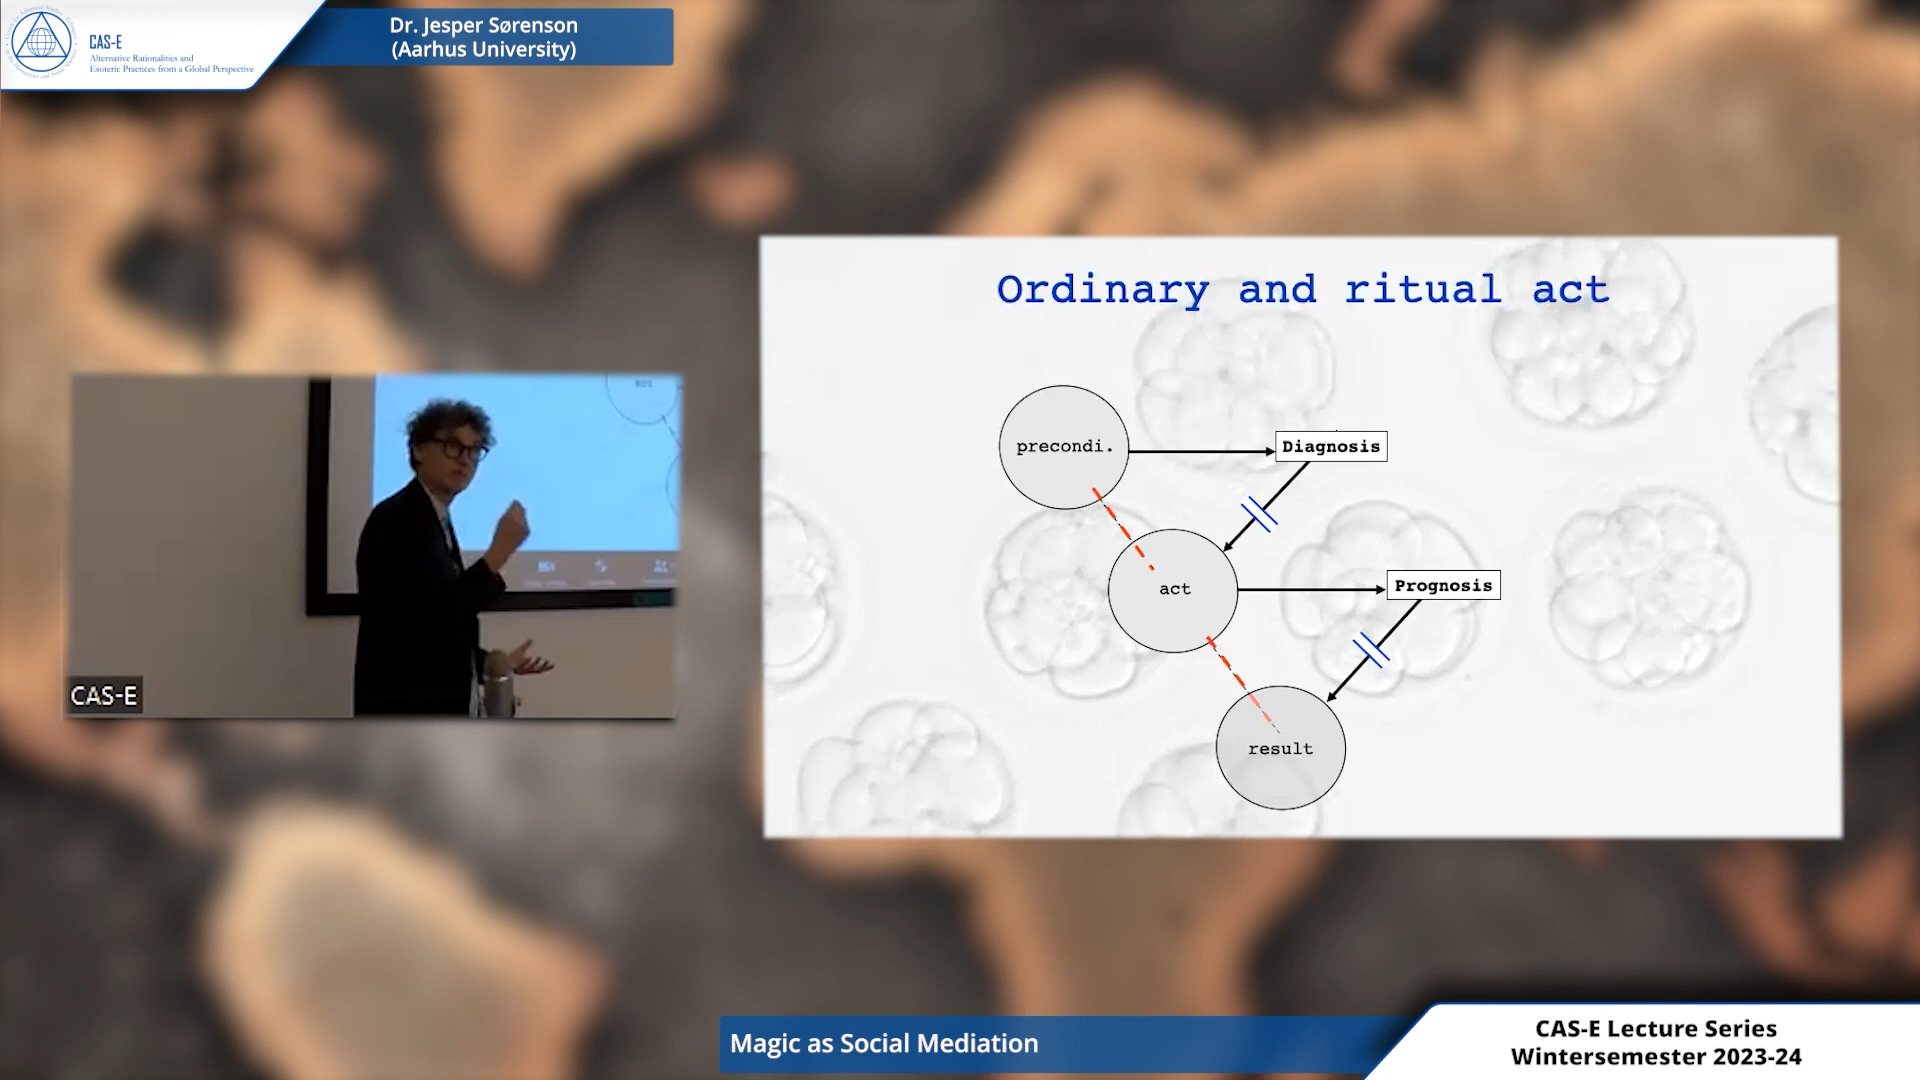 CAS-E
Alternative Rationalities and
Esoteric Practices from a Global Perspective
Dr. Jesper Sørenson
(Aarhus University)
Ordinary and ritual act
precondi.
Diagnosis
act
Prognosis
result
act
CAS-E
Magic as Social Mediation
CAS-E Lecture Series
Wintersemester 2023-24